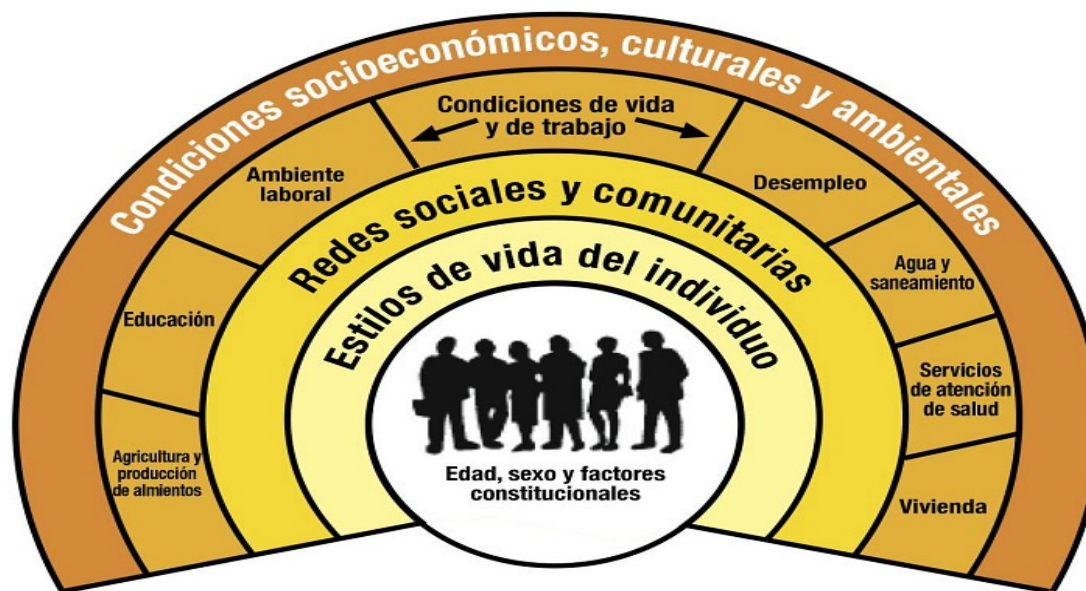 Condiciones socioeconómicos, culturales y ambientales
Condiciones de vida
y de trabajo
Ambiente
laboral
Desempleo
Redes sociales y comunitarias
Agua y
saneamiento
Estilos de vida del individuo
Educación
Servicios
de atención
de salud
Agricultura y
producción
de almientos
Edad, sexo y factores
constitucionales
Vivienda